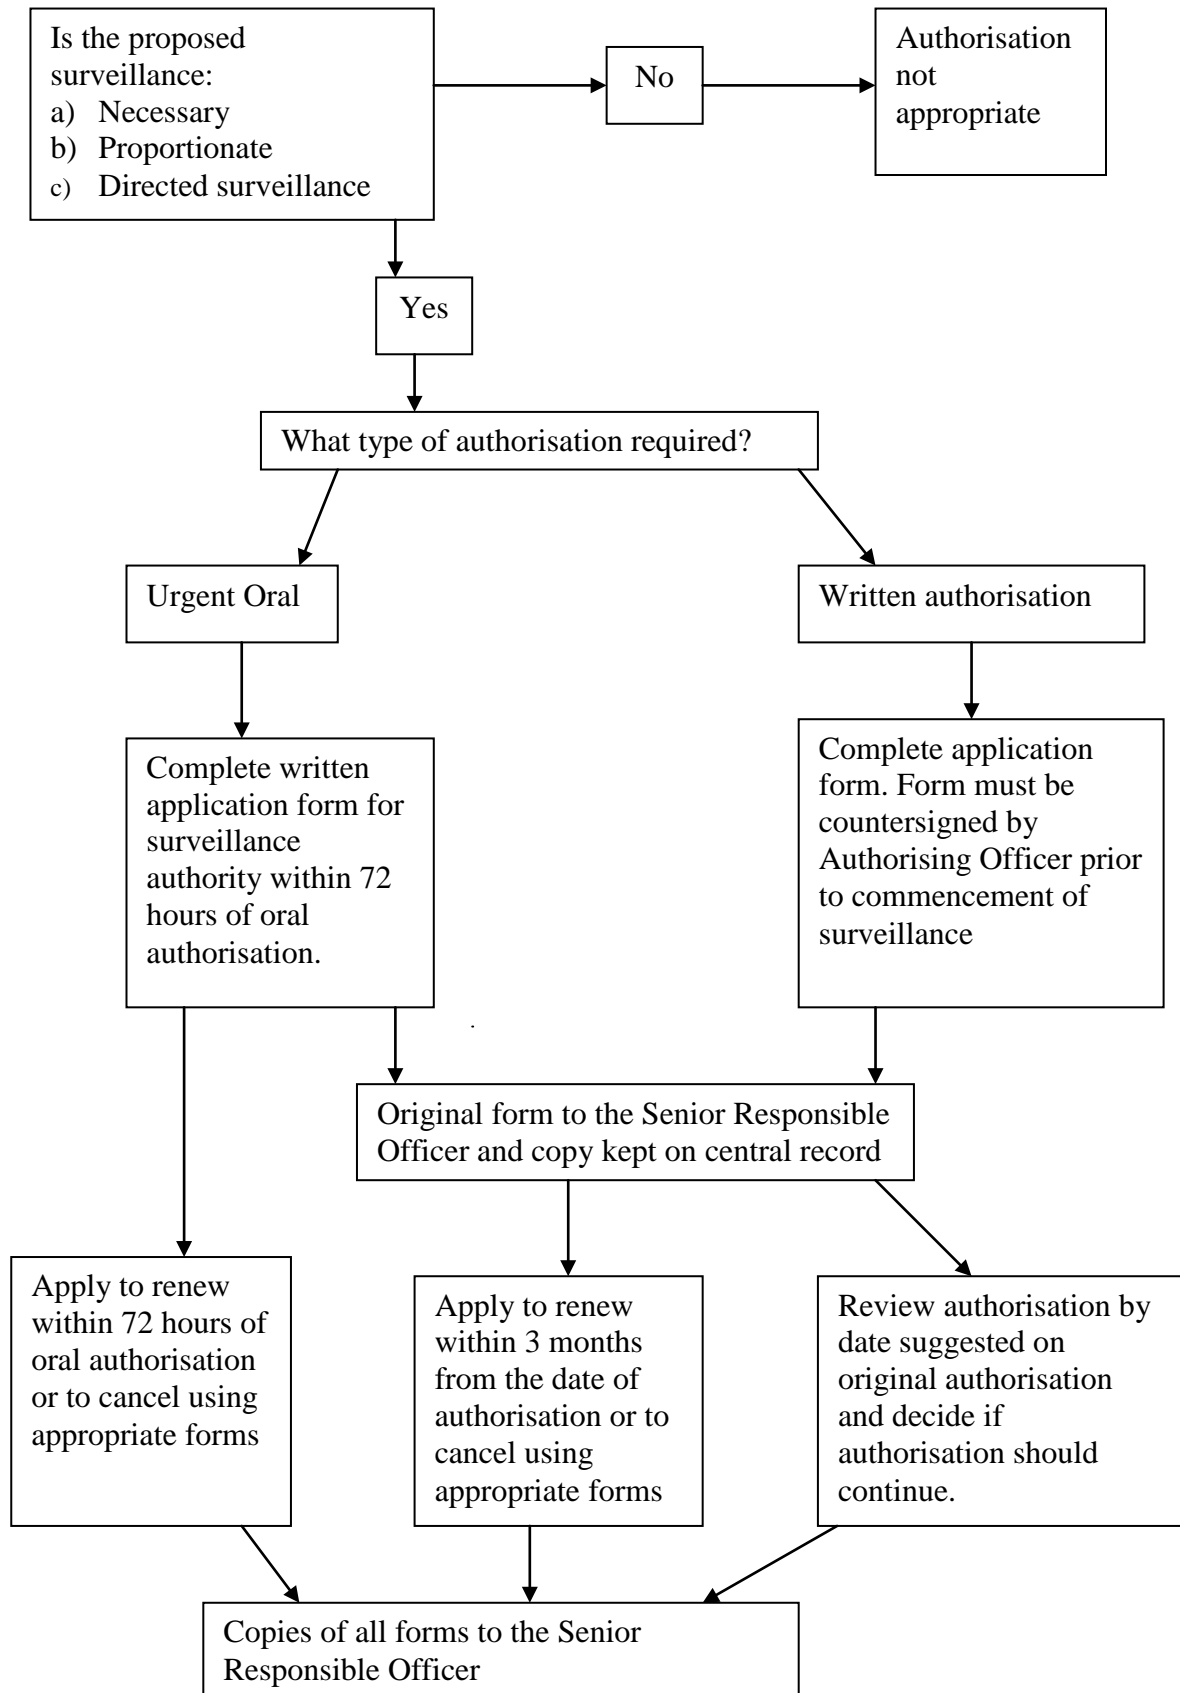 Is the proposed
surveillance:
a) Necessary
b) Proportionate
c) Directed surveillance
No
Authorisation
not
appropriate
Yes
What type of authorisation required?
Urgent Oral
Written authorisation
Complete written
application form for
surveillance
authority within 72
hours of oral
authorisation.
Complete application
form. Form must be
countersigned by
Authorising Officer prior
to commencement of
surveillance
.
Original form to the Senior Responsible
Officer and copy kept on central record
Apply to renew
within 72 hours of
oral authorisation
or to cancel using
appropriate forms
Apply to renew
within 3 months
from the date of
authorisation or to
cancel using
appropriate forms
Review authorisation by
date suggested on
original authorisation
and decide if
authorisation should
continue.
Copies of all forms to the Senior
Responsible Officer